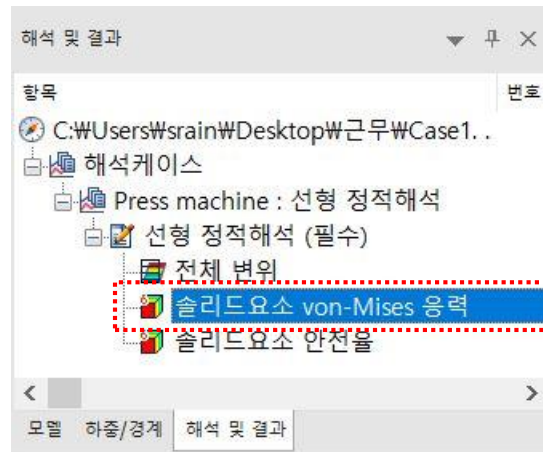 해석 및 결과
항목 번호
C:₩Users₩srain₩Desktop₩근무₩Case1. .
해석케이스
Press machine : 선형 정적해석
선형 정적해석 (필수)
전체 변위
솔리드요소 von-Mises 응력
솔리드요소 안전율
모델 하중/경계 해석 및 결과